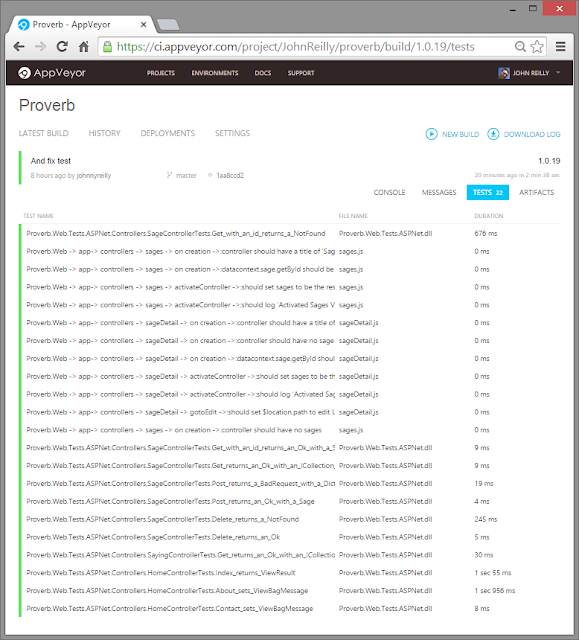 Proverb - AppVeyor
https://ci.appveyor.com/project/JohnReilly/proverb/build/1.0.19/tests
AppVeyor PROJECTS ENVIRONMENTS DOCS SUPPORT JOHN REILLY
Proverb
LATEST BUILD HISTORY DEPLOYMENTS SETTINGS NEW BUILD DOWNLOAD LOG
And fix test 1.0.19
8 hours ago by johnnyreilly master 1aa8ccd2 20 minutes ago in 2 min 38 sec
CONSOLE MESSAGES TESTS 22 ARTIFACTS
TEST NAME FILE NAME DURATION
Proverb.Web.Tests.ASPNet.Controllers.SageControllerTests.Get_with_an_id_returns_a_NotFound Proverb.Web.Tests.ASPNet.dll 676 ms
Proverb.Web -> app-> controllers -> sages -> on creation ->:controller should have a title of 'Sag sages.js 0 ms
Proverb.Web -> app-> controllers -> sages -> on creation ->:datacontext.sage.getById should be sages.js 0 ms
Proverb.Web -> app-> controllers -> sages -> activateController ->:should set sages to be the res sages.js 0 ms
Proverb.Web -> app-> controllers -> sages -> activateController ->:should log 'Activated Sages V sages.js 0 ms
Proverb.Web -> app-> controllers -> sageDetail -> on creation ->:controller should have a title of sageDetail.js 0 ms
Proverb.Web -> app-> controllers -> sageDetail -> on creation ->:controller should have no sage sageDetail.js 0 ms
Proverb.Web -> app-> controllers -> sageDetail -> on creation ->:datacontext.sage.getById shoul sageDetail.js 0 ms
Proverb.Web -> app-> controllers -> sageDetail -> activateController ->:should set sages to be th sageDetail.js 0 ms
Proverb.Web -> app-> controllers -> sageDetail -> activateController ->:should log 'Activated Sag sageDetail.js 0 ms
Proverb.Web -> app-> controllers -> sageDetail -> gotoEdit ->:should set $location.path to edit U sageDetail.js 0 ms
Proverb.Web -> app-> controllers -> sages -> on creation ->:controller should have no sages sages.js 0 ms
Proverb.Web.Tests.ASPNet.Controllers.SageControllerTests.Get_with_an_id_returns_an_Ok_with_a_S Proverb.Web.Tests.ASPNet.dll 9 ms
Proverb.Web.Tests.ASPNet.Controllers.SageControllerTests.Get_returns_an_Ok_with_an_ICollection_ Proverb.Web.Tests.ASPNet.dll 9 ms
Proverb.Web.Tests.ASPNet.Controllers.SageControllerTests.Post_returns_a_BadRequest_with_a_Dict Proverb.Web.Tests.ASPNet.dll 19 ms
Proverb.Web.Tests.ASPNet.Controllers.SageControllerTests.Post_returns_an_Ok_with_a_Sage Proverb.Web.Tests.ASPNet.dll 4 ms
Proverb.Web.Tests.ASPNet.Controllers.SageControllerTests.Delete_returns_a_NotFound Proverb.Web.Tests.ASPNet.dll 245 ms
Proverb.Web.Tests.ASPNet.Controllers.SageControllerTests.Delete_returns_an_Ok Proverb.Web.Tests.ASPNet.dll 5 ms
Proverb.Web.Tests.ASPNet.Controllers.SayingControllerTests.Get_returns_an_Ok_with_an_ICollectio Proverb.Web.Tests.ASPNet.dll 30 ms
Proverb.Web.Tests.ASPNet.Controllers.HomeControllerTests.Index_returns_ViewResult Proverb.Web.Tests.ASPNet.dll 1 sec 55 ms
Proverb.Web.Tests.ASPNet.Controllers.HomeControllerTests.About_sets_ViewBagMessage Proverb.Web.Tests.ASPNet.dll 1 sec 956 ms
Proverb.Web.Tests.ASPNet.Controllers.HomeControllerTests.Contact_sets_ViewBagMessage Proverb.Web.Tests.ASPNet.dll 8 ms